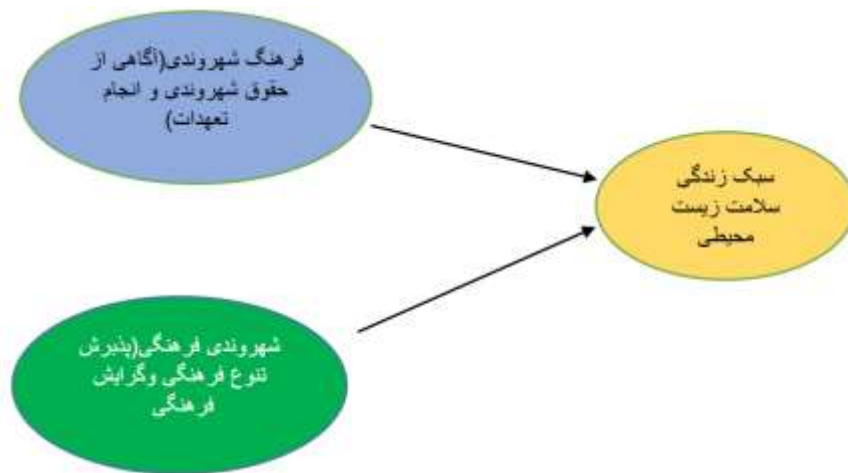 فرهنگ شهروندی(آگاهی از
حقوق شهروندی و انجام
تعهدات)
سبک زندگی
سلامت زیست
محیطی
شهروندی فرهنگی(پذیرش
تنوع فرهنگی وگرایش
فرهنگی